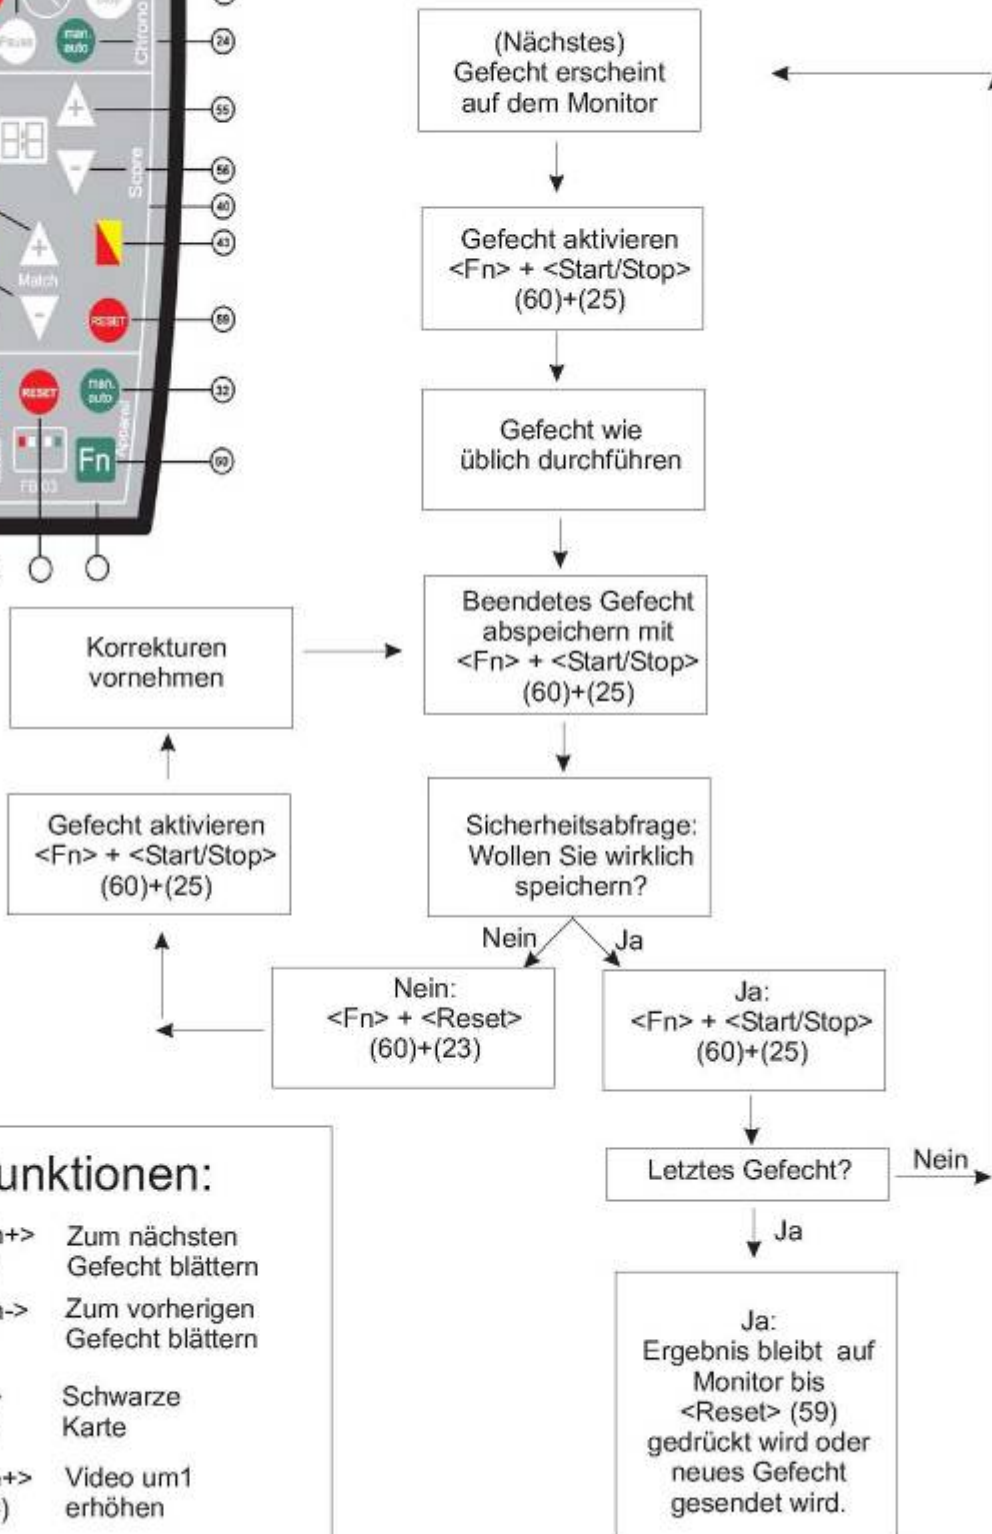 Pause
man.
auto
24
Chrono
55
56
Score
40
43
Match
RESET
59
RESET
man.
auto
32
Apparat
Fn
60
FB 03
(Nächstes)
Gefecht erscheint
auf dem Monitor
Gefecht aktivieren
<Fn> + <Start/Stop>
(60)+(25)
Gefecht wie
üblich durchführen
Beendetes Gefecht
abspeichern mit
<Fn> + <Start/Stop>
(60)+(25)
Korrekturen
vornehmen
Gefecht aktivieren
<Fn> + <Start/Stop>
(60)+(25)
Sicherheitsabfrage:
Wollen Sie wirklich
speichern?
Nein
Ja
Nein:
<Fn> + <Reset>
(60)+(23)
Ja:
<Fn> + <Start/Stop>
(60)+(25)
Letztes Gefecht?
Nein
Ja
Ja:
Ergebnis bleibt auf
Monitor bis
<Reset> (59)
gedrückt wird oder
neues Gefecht
gesendet wird.
unktionen:
+> Zum nächsten
Gefecht blättern
-> Zum vorherigen
Gefecht blättern
Schwarze
Karte
+> Video um1
) erhöhen